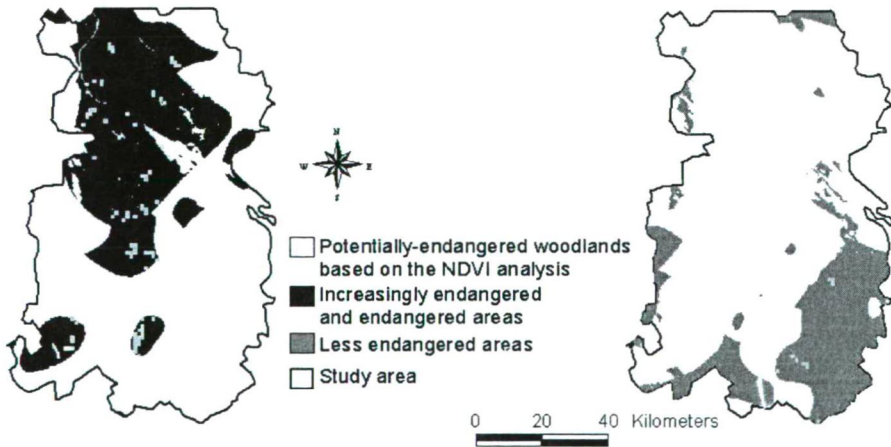 N
W E
S
Potentially-endangered woodlands
based on the NDVI analysis
Increasingly endangered
and endangered areas
Less endangered areas
Study area
0 20 40 Kilometers